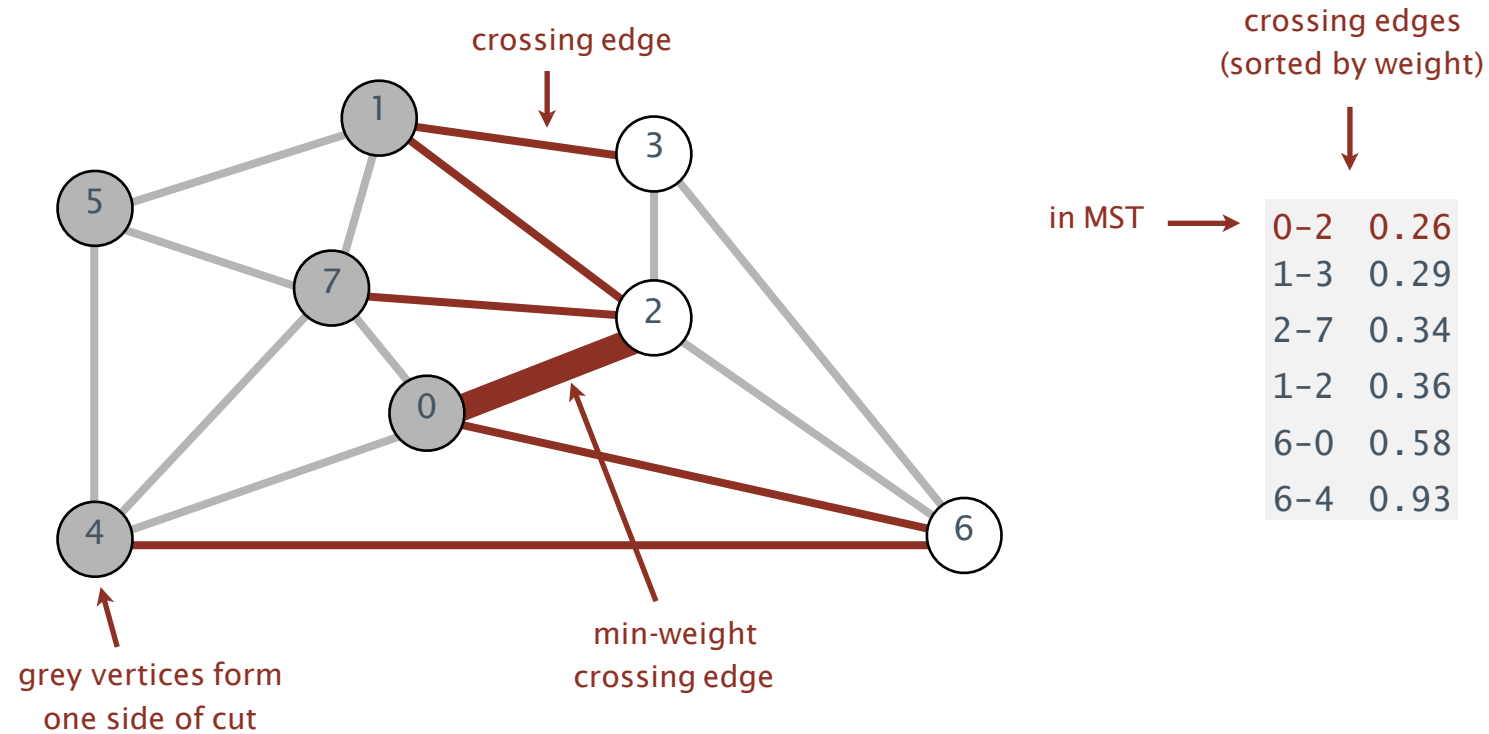 crossing edge
crossing edges
(sorted by weight)
1
3
5
7
2
0
4
6
in MST
0-2 0.26
1-3 0.29
2-7 0.34
1-2 0.36
6-0 0.58
6-4 0.93
min-weight
crossing edge
grey vertices form
one side of cut